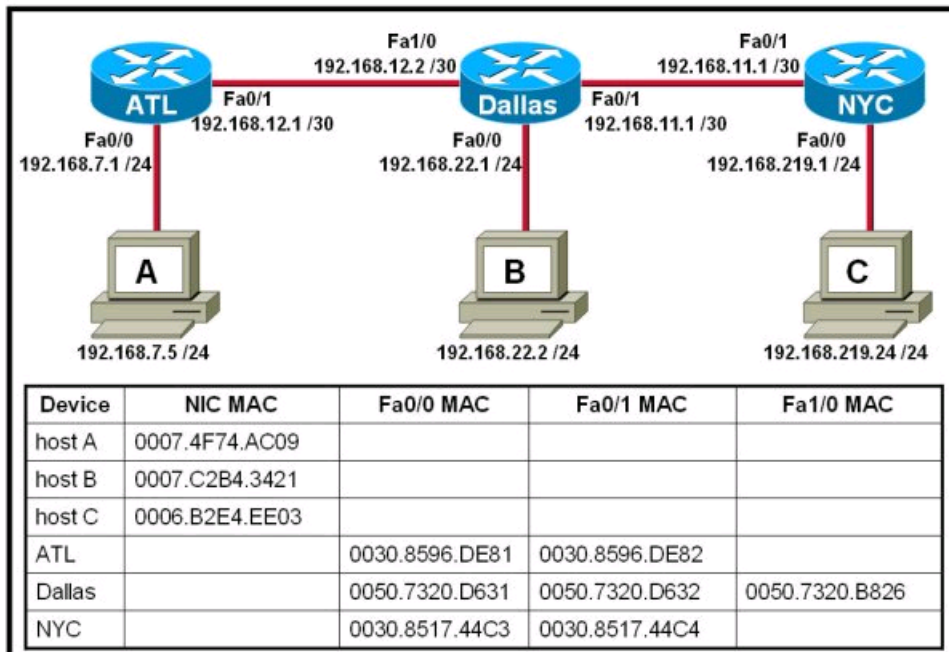 Fa1/0
192.168.12.2 /30
Fa0/1
192.168.11.1 /30
ATL
Dallas
NYC
Fa0/1
192.168.12.1 /30
Fa0/1
192.168.11.1 /30
Fa0/0
192.168.7.1 /24
Fa0/0
192.168.22.1 /24
Fa0/0
192.168.219.1 /24
A
B
C
192.168.7.5 /24
192.168.22.2 /24
192.168.219.24 /24
Device NIC MAC Fa0/0 MAC Fa0/1 MAC Fa1/0 MAC
host A 0007.4F74.AC09
host B 0007.C2B4.3421
host C 0006.B2E4.EE03
ATL 0030.8596.DE81 0030.8596.DE82
Dallas 0050.7320.D631 0050.7320.D632 0050.7320.B826
NYC 0030.8517.44C3 0030.8517.44C4